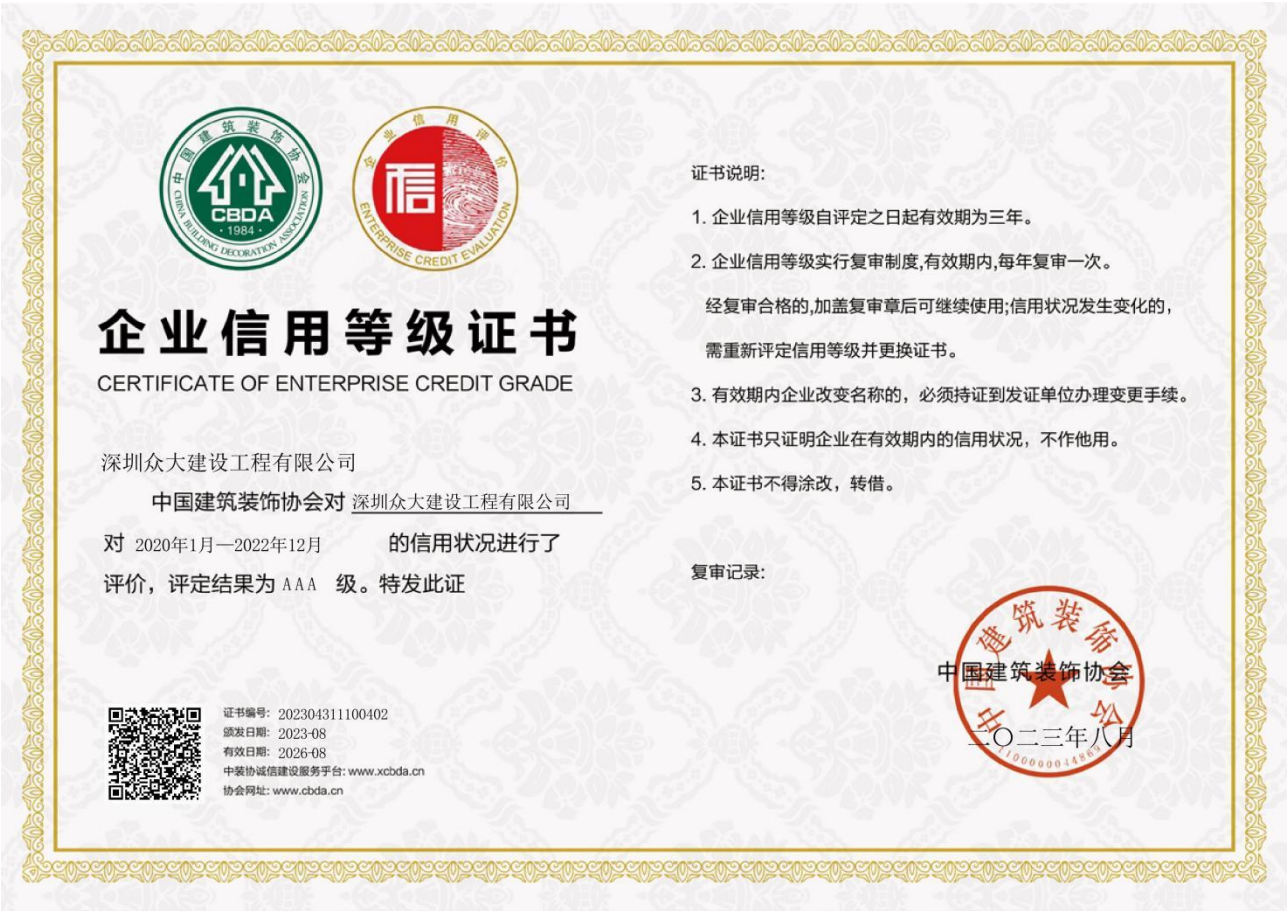 中国建筑装饰协会
CBDA
·1984·
CHINA BUILDING DECORATION ASSOCIATION
企业信用评价
信
ENTERPRISE CREDIT EVALUATION
企业信用等级证书
CERTIFICATE OF ENTERPRISE CREDIT GRADE
深圳众大建设工程有限公司
中国建筑装饰协会对 深圳众大建设工程有限公司
对 2020年1月—2022年12月 的信用状况进行了
评价，评定结果为 AAA 级。特发此证
证书编号: 202304311100402
颁发日期: 2023-08
有效日期: 2026-08
中装协诚信建设服务平台: www.xcbda.cn
协会网址: www.cbda.cn
证书说明:
1. 企业信用等级自评定之日起有效期为三年。
2. 企业信用等级实行复审制度,有效期内,每年复审一次。
经复审合格的,加盖复审章后可继续使用;信用状况发生变化的,
需重新评定信用等级并更换证书。
3. 有效期内企业改变名称的，必须持证到发证单位办理变更手续。
4. 本证书只证明企业在有效期内的信用状况，不作他用。
5. 本证书不得涂改，转借。
复审记录:
中国建筑装饰协会
中国建筑装饰协会
二〇二三年八月
1100000044869